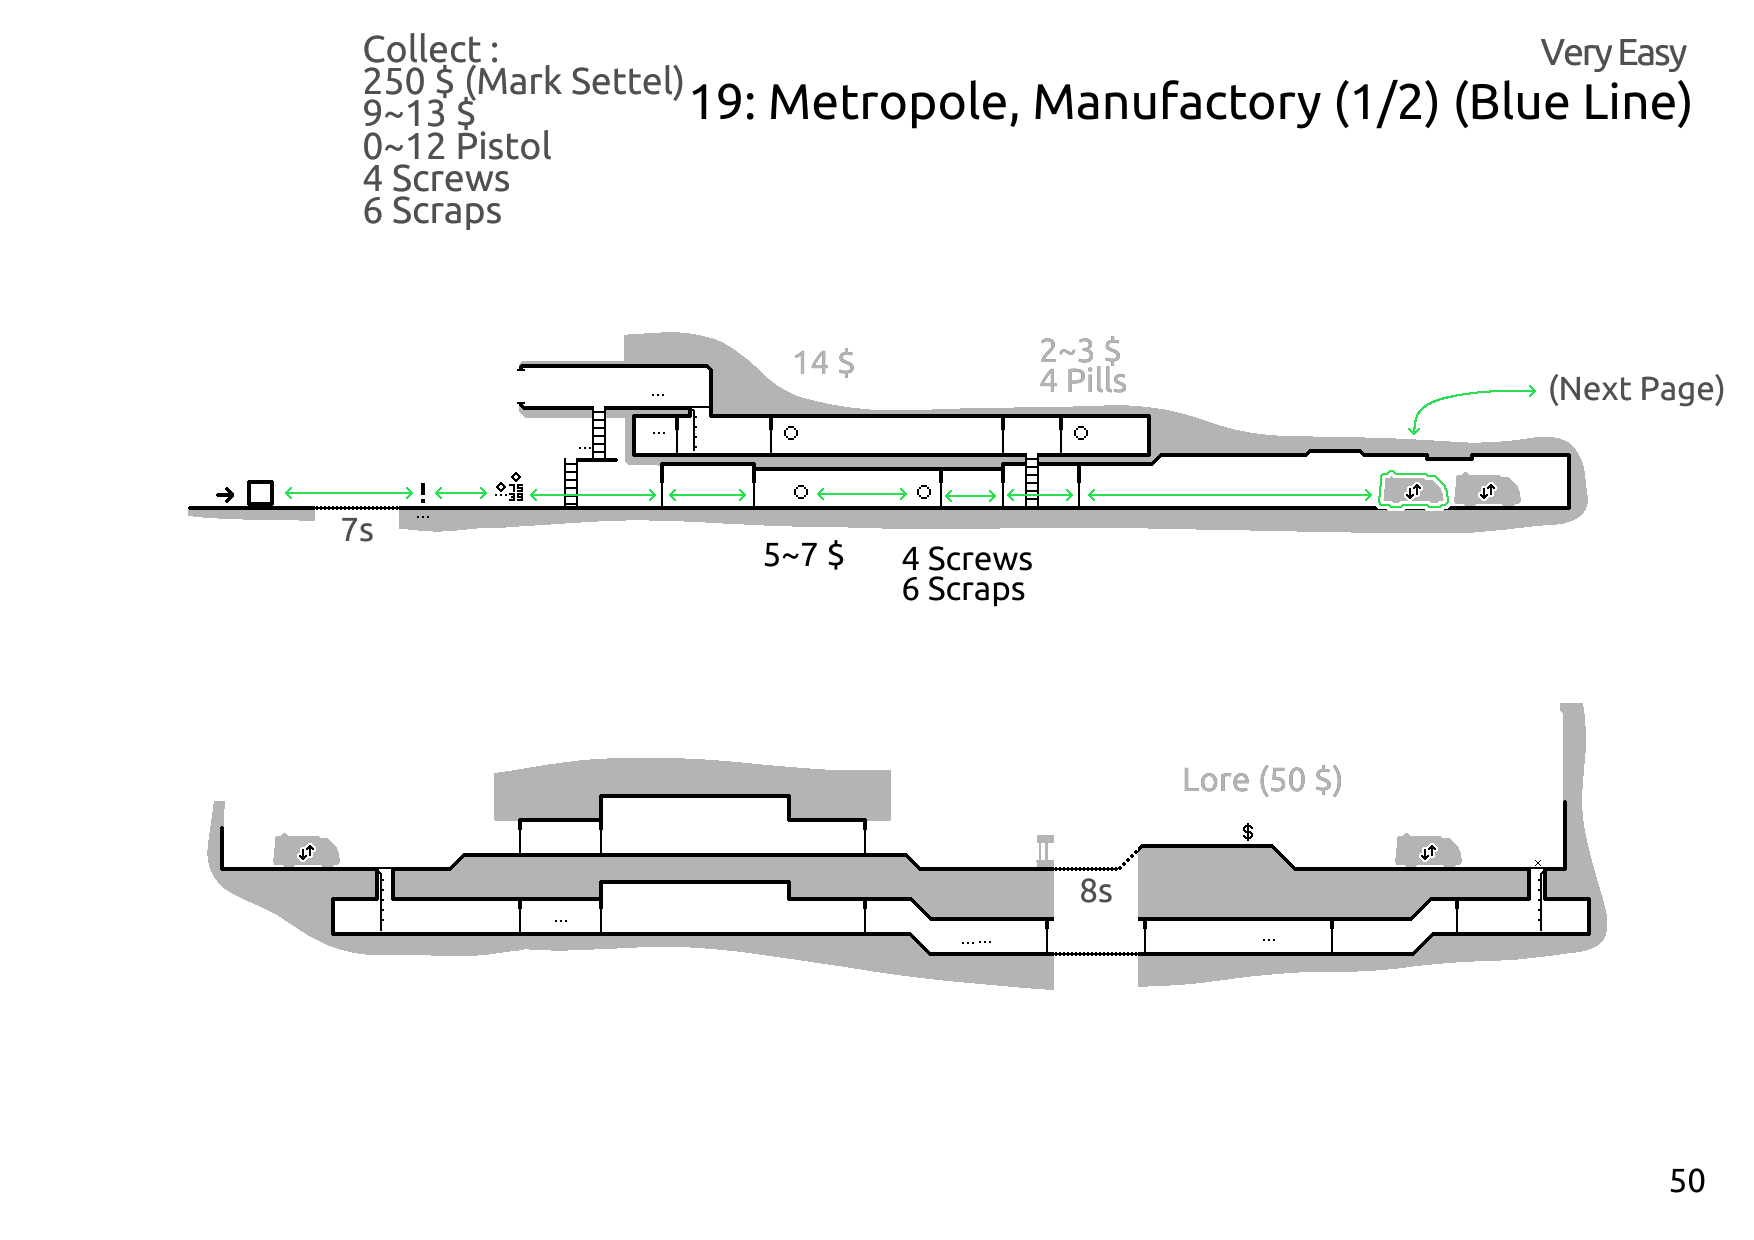 Collect :
250 $ (Mark Settel)
9~13 $
0~12 Pistol
4 Screws
6 Scraps
Very Easy
19: Metropole, Manufactory (1/2) (Blue Line)
14 $
2~3 $
4 Pills
(Next Page)
!
75
39
7s
5~7 $
4 Screws
6 Scraps
Lore (50 $)
$
8s
50